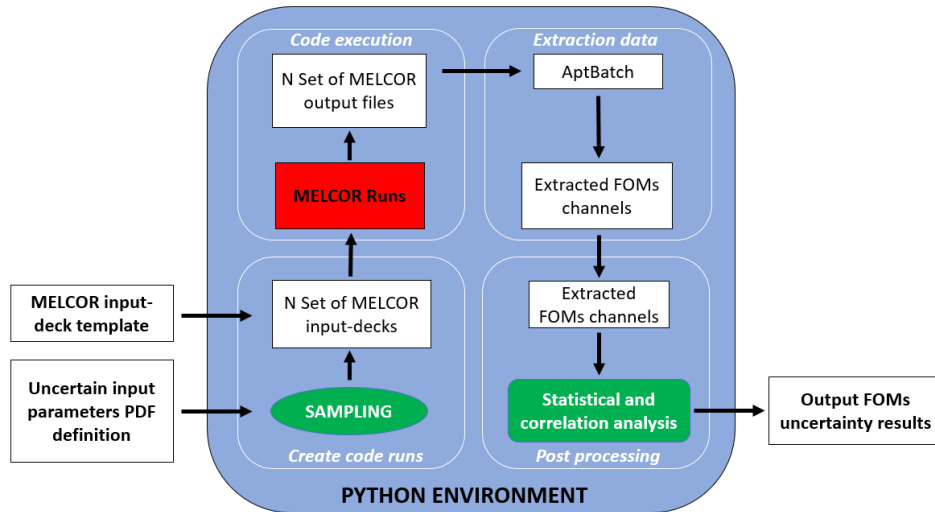 Code execution
N Set of MELCOR
output files
MELCOR Runs
Extraction data
AptBatch
Extracted FOMs
channels
MELCOR input-
deck template
Uncertain input
parameters PDF
definition
N Set of MELCOR
input-decks
SAMPLING
Create code runs
Extracted
FOMs channels
Statistical and
correlation analysis
Post processing
Output FOMs
uncertainty results
PYTHON ENVIRONMENT